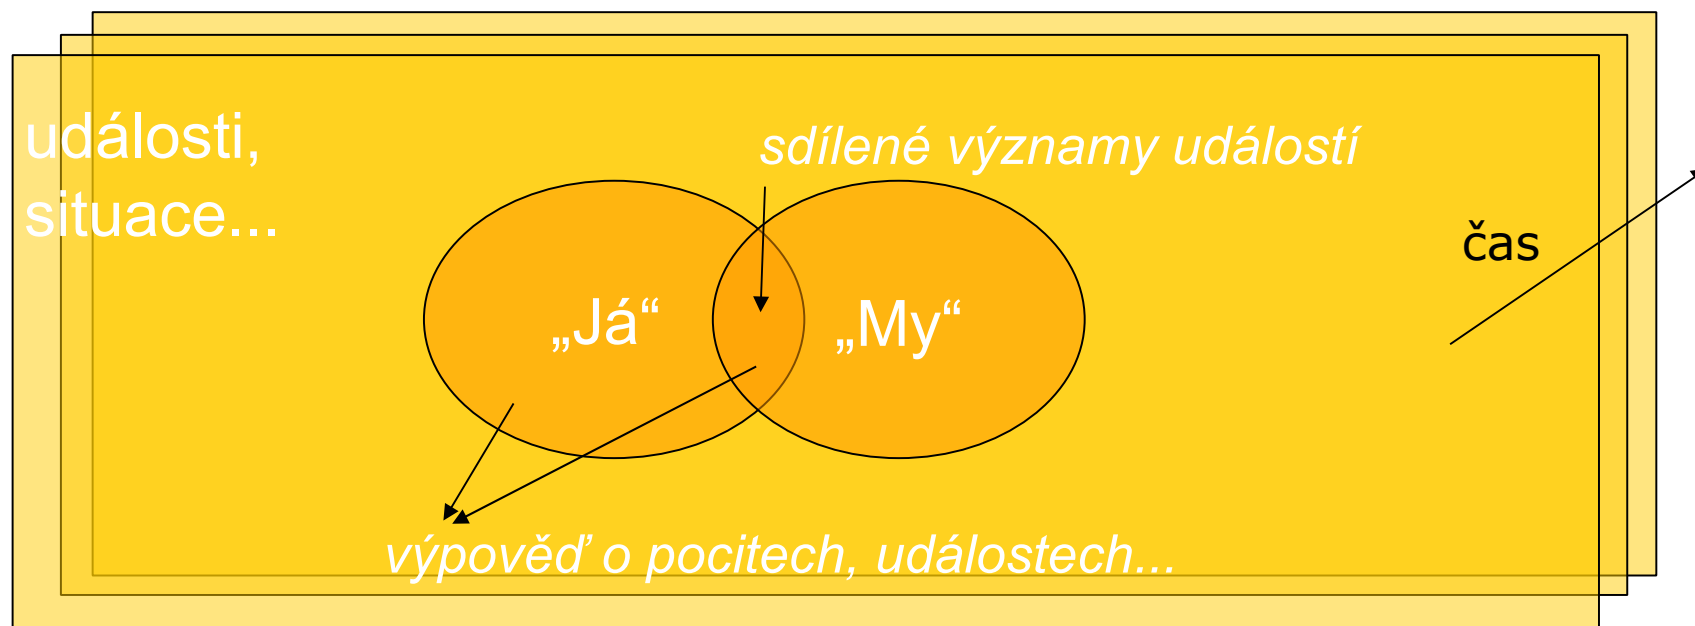 události,
situace...
sdílené významy událostí
čas
„Já“
„My“
výpověď o pocitech, událostech...